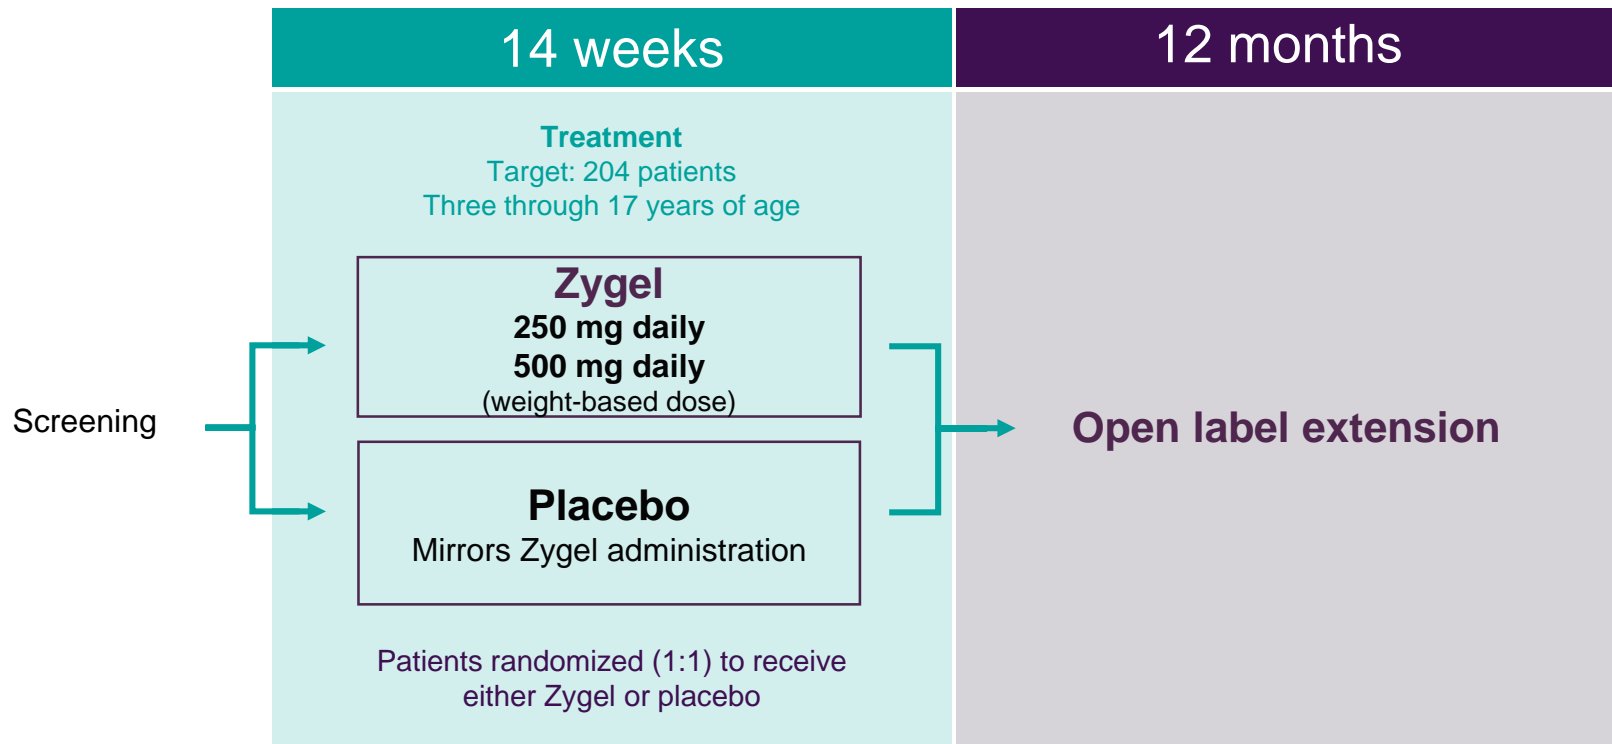 14 weeks
12 months
Treatment
Target: 204 patients
Three through 17 years of age
Zygel
250 mg daily
500 mg daily
(weight-based dose)
Screening
Open label extension
Placebo
Mirrors Zygel administration
Patients randomized (1:1) to receive
either Zygel or placebo